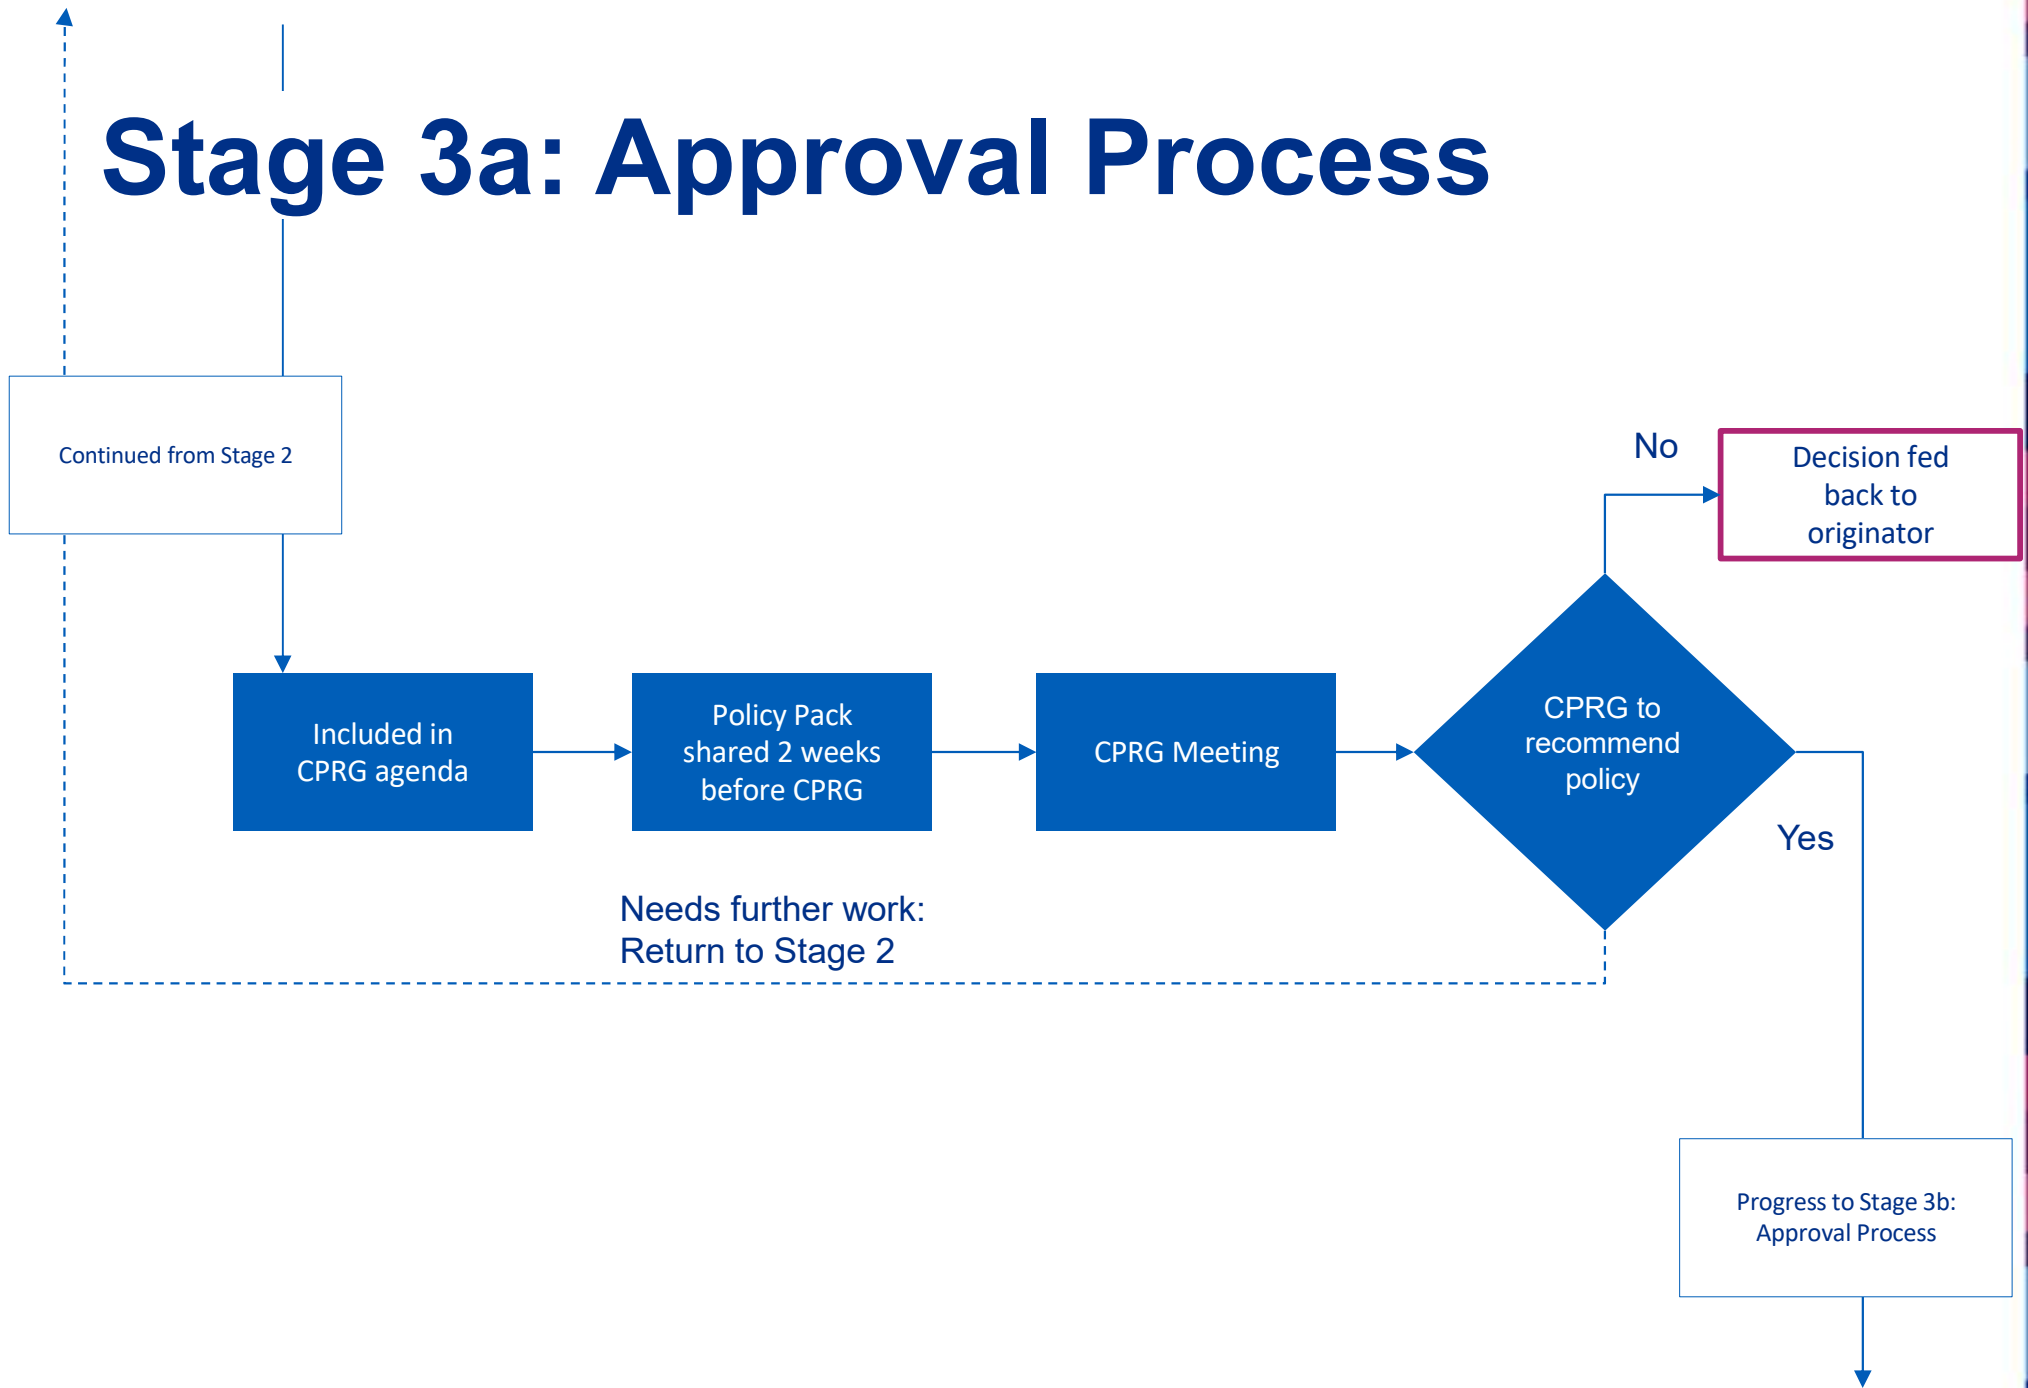 Stage 3a: Approval Process
Continued from Stage 2
No
Decision fed
back to
originator
Included in
CPRG agenda
Policy Pack
shared 2 weeks
before CPRG
CPRG Meeting
CPRG to
recommend
policy
Yes
Needs further work:
Return to Stage 2
Progress to Stage 3b:
Approval Process